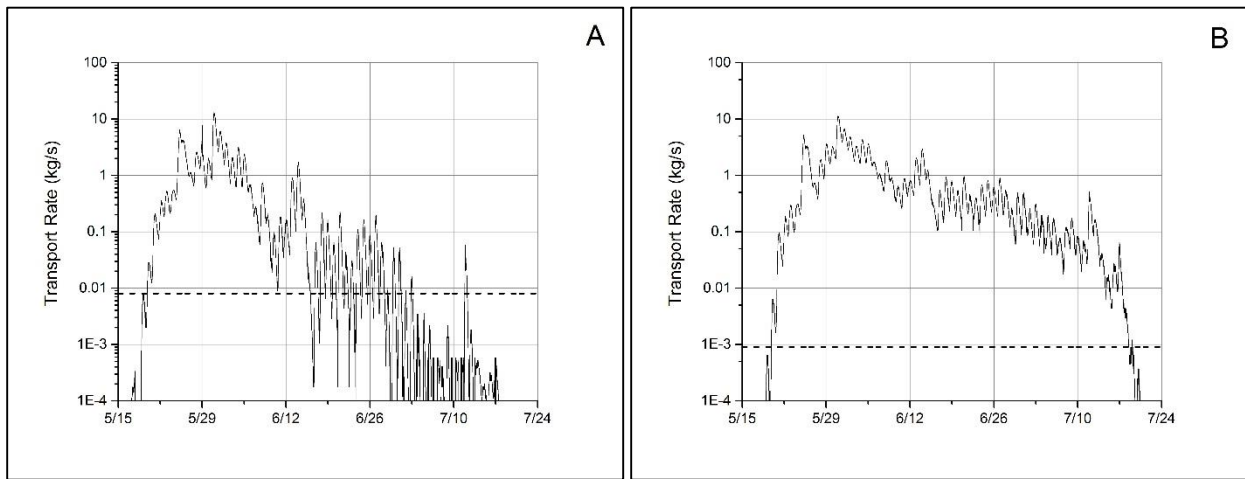 A
Transport Rate (kg/s)
100
10
1
0.1
0.01
1E-3
1E-4
5/15
5/29
6/12
6/26
7/10
7/24
B
Transport Rate (kg/s)
100
10
1
0.1
0.01
1E-3
1E-4
5/15
5/29
6/12
6/26
7/10
7/24